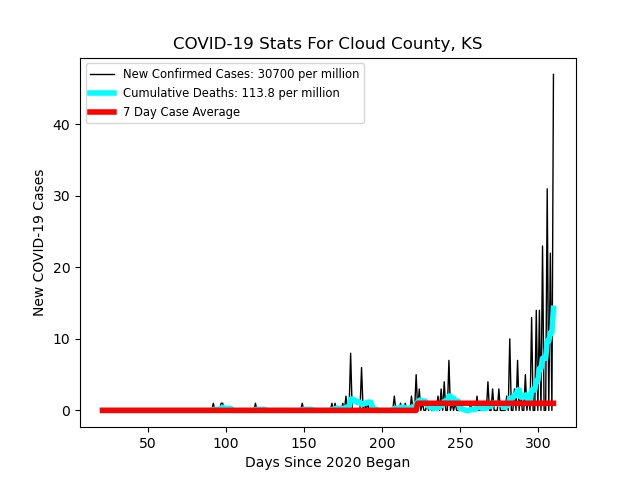 COVID-19 Stats For Cloud County, KS
New Confirmed Cases: 30700 per million
Cumulative Deaths: 113.8 per million
7 Day Case Average
New COVID-19 Cases
40
30
20
10
0
50 100 150 200 250 300
Days Since 2020 Began